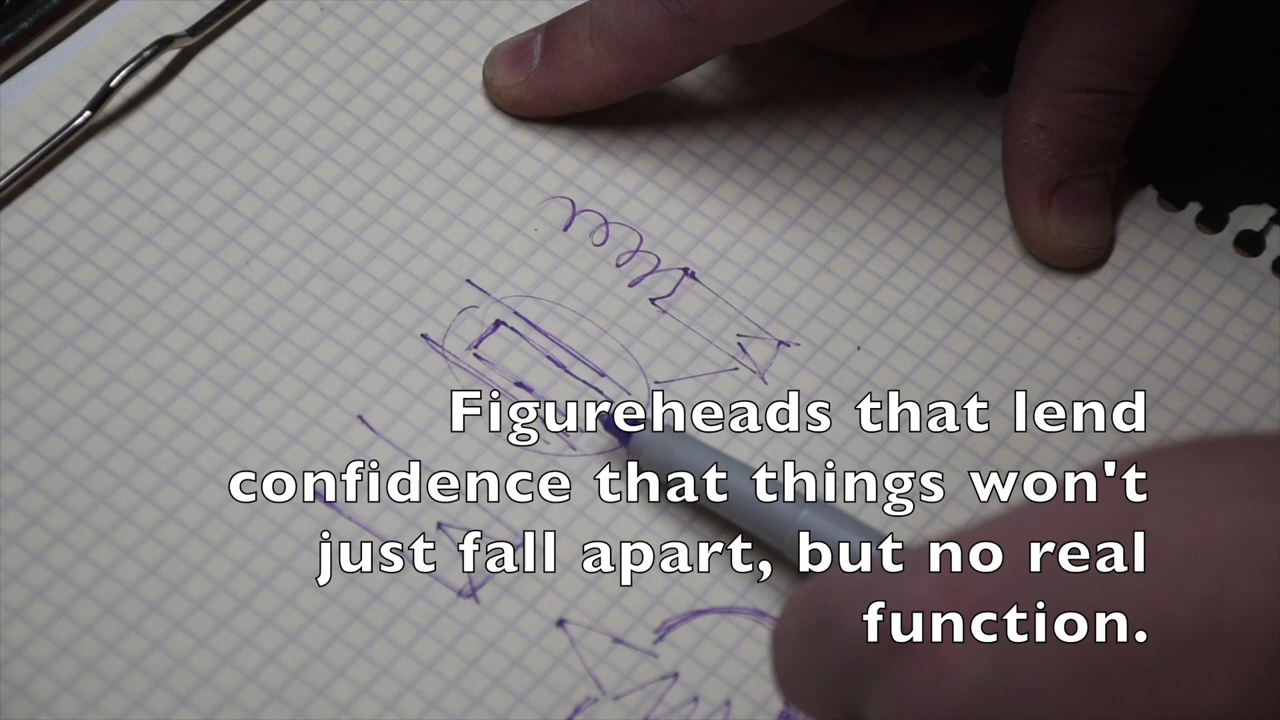 Figureheads that lend
confidence that things won't
just fall apart, but no real
function.